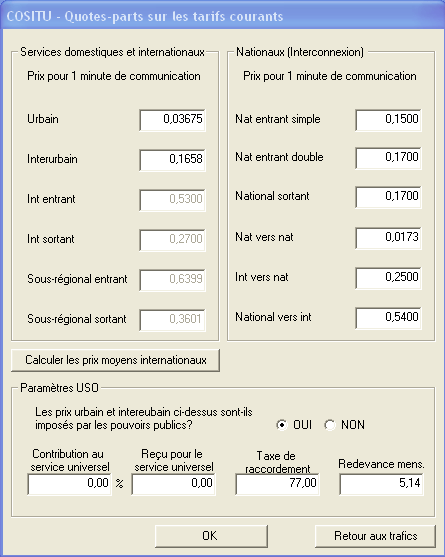 COSITU - Quotes-parts sur les tarifs courants
Services domestiques et internationaux
Prix pour 1 minute de communication
Urbain 0,03675
Interurbain 0,1658
Int entrant 0,5300
Int sortant 0,2700
Sous-régional entrant 0,6399
Sous-régional sortant 0,3601
Nationaux (Interconnexion)
Prix pour 1 minute de communication
Nat entrant simple 0,1500
Nat entrant double 0,1700
National sortant 0,1700
Nat vers nat 0,0173
Int vers nat 0,2500
National vers int 0,5400
Calculer les prix moyens internationaux
Paramètres USO
Les prix urbain et intereubain ci-dessus sont-ils
imposés par les pouvoirs publics?
OUI NON
Contribution au
service universel
0,00 %
Reçu pour le
service universel
0,00
Taxe de
raccordement
77,00
Redevance mens.
5,14
OK
Retour aux trafics